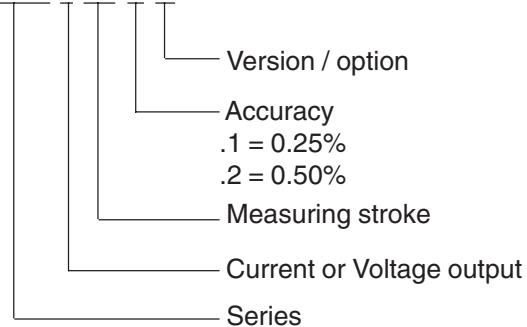 Version / option
Accuracy
.1 = 0.25%
.2 = 0.50%
Measuring stroke
Current or Voltage output
Series